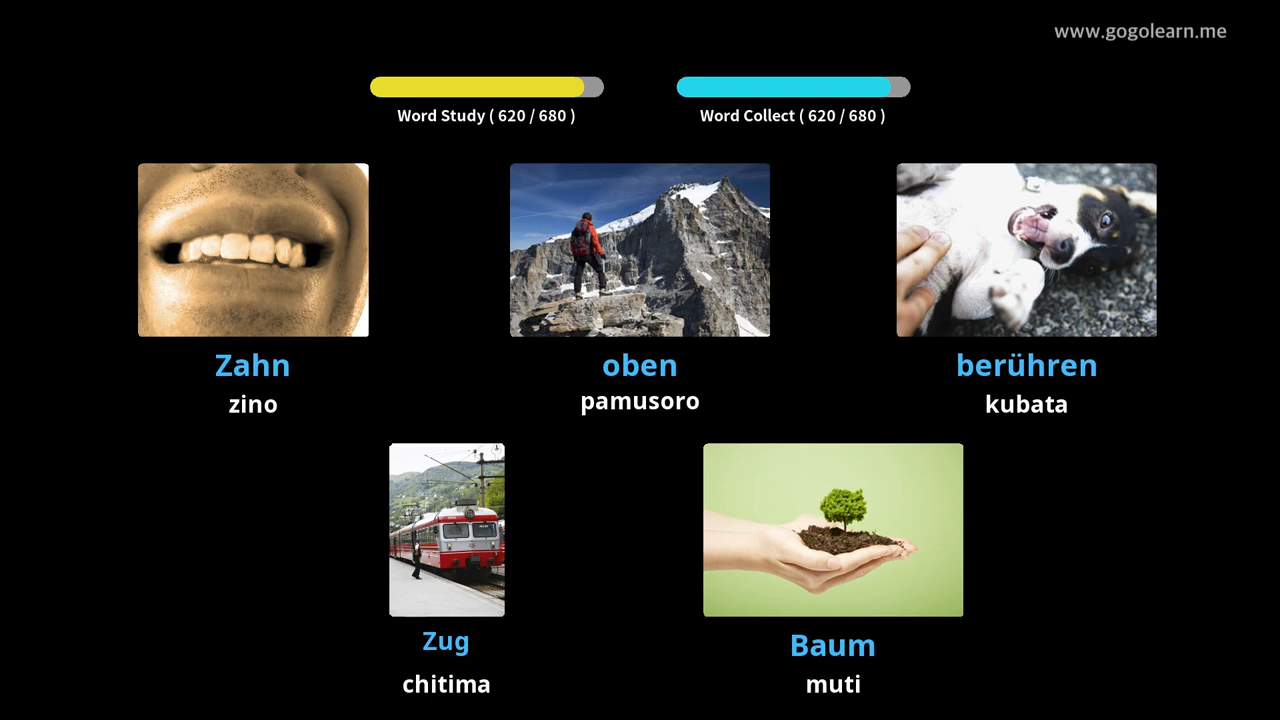 www.gogolearn.me
Word Study ( 620 / 680 )
Word Collect ( 620 / 680 )
Zahn
zino
oben
pamusoro
berühren
kubata
Zug
chitima
Baum
muti